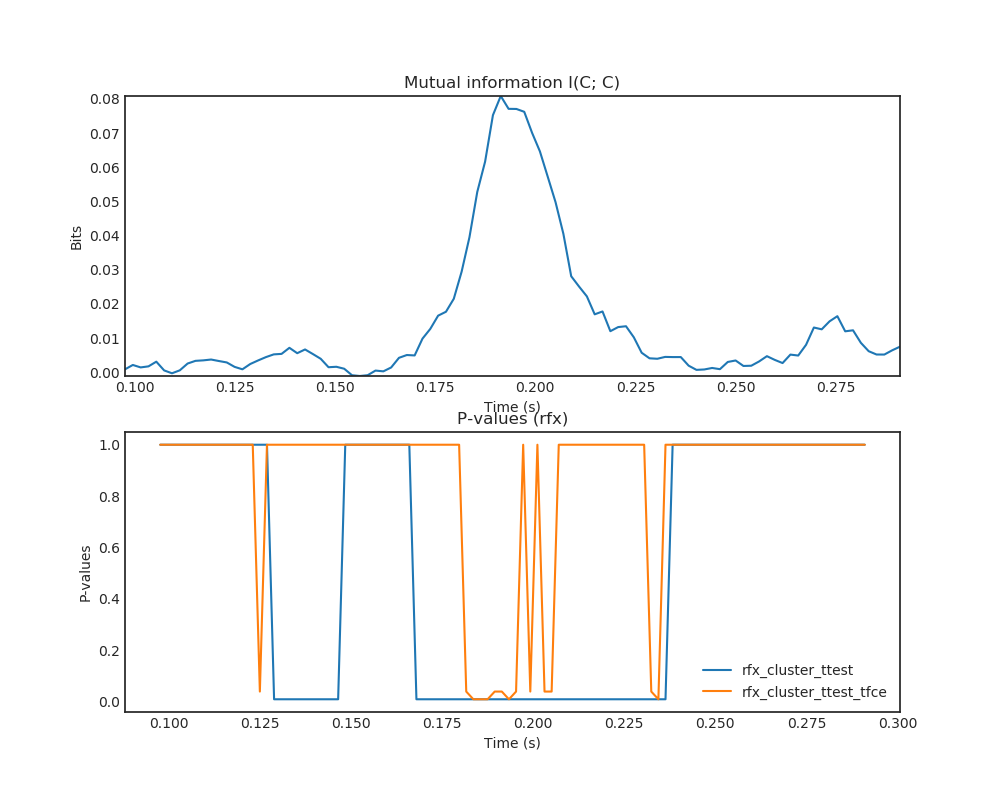 Mutual information I(C; C)
0.08
0.07
0.06
0.05
0.04
0.03
0.02
0.01
0.00
Bits
0.100 0.125 0.150 0.175 0.200 0.225 0.250 0.275
Time (s)
P-values (rfx)
1.0
0.8
0.6
0.4
0.2
0.0
P-values
rfx_cluster_ttest
rfx_cluster_ttest_tfce
0.100 0.125 0.150 0.175 0.200 0.225 0.250 0.275 0.300
Time (s)